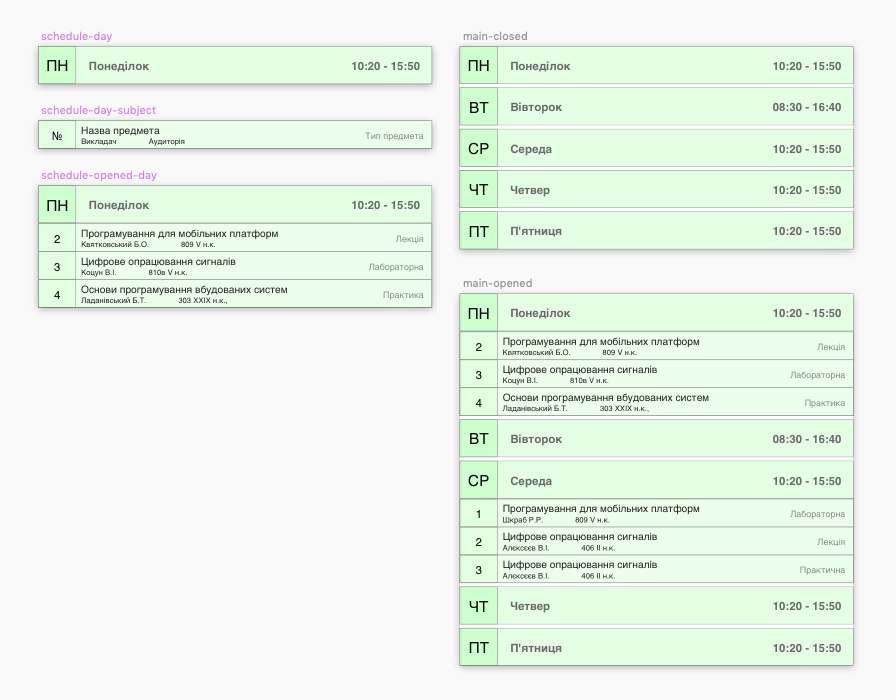 schedule-day
ПН Понеділок 10:20 - 15:50
schedule-day-subject
№ Назва предмета Тип предмета
Викладач Аудиторія
schedule-opened-day
ПН Понеділок 10:20 - 15:50
2 Програмування для мобільних платформ Лекція
Квятковський Б.О. 809 V н.к.
3 Цифрове опрацювання сигналів Лабораторна
Коцун В.І. 810в V н.к.
4 Основи програмування вбудованих систем Практика
Ладанівський Б.Т. 303 XXIX н.к.,
main-closed
ПН Понеділок 10:20 - 15:50
ВТ Вівторок 08:30 - 16:40
СР Середа 10:20 - 15:50
ЧТ Четвер 10:20 - 15:50
ПТ П'ятниця 10:20 - 15:50
main-opened
ПН Понеділок 10:20 - 15:50
2 Програмування для мобільних платформ Лекція
Квятковський Б.О. 809 V н.к.
3 Цифрове опрацювання сигналів Лабораторна
Коцун В.І. 810в V н.к.
4 Основи програмування вбудованих систем Практика
Ладанівський Б.Т. 303 XXIX н.к.,
ВТ Вівторок 08:30 - 16:40
СР Середа 10:20 - 15:50
1 Програмування для мобільних платформ Лабораторна
Шкраб Р.Р. 809 V н.к.
2 Цифрове опрацювання сигналів Лекція
Алєксєєв В.І. 406 II н.к.
3 Цифрове опрацювання сигналів Практична
Алєксєєв В.І. 406 II н.к.
ЧТ Четвер 10:20 - 15:50
ПТ П'ятниця 10:20 - 15:50